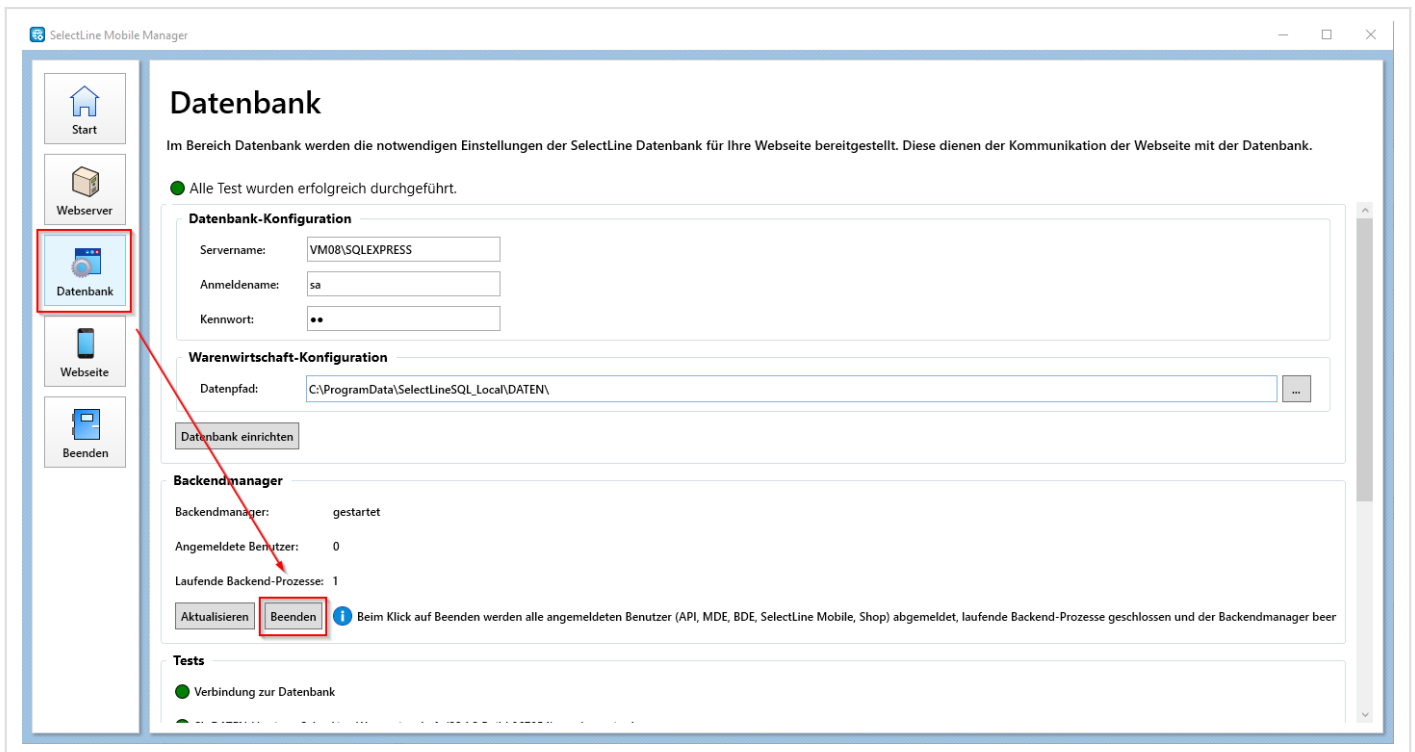 SelectLine Mobile Manager
Start
Webserver
Datenbank
Webseite
Beenden
Datenbank
Im Bereich Datenbank werden die notwendigen Einstellungen der SelectLine Datenbank für Ihre Webseite bereitgestellt. Diese dienen der Kommunikation der Webseite mit der Datenbank.
Alle Test wurden erfolgreich durchgeführt.
Datenbank-Konfiguration
Servername: VM08\SQLEXPRESS
Anmeldename: sa
Kennwort: ●●
Warenwirtschaft-Konfiguration
Datenpfad: C:\ProgramData\SelectLineSQL_Local\DATEN\ ...
Datenbank einrichten
Backendmanager
Backendmanager: gestartet
Angemeldete Benutzer: 0
Laufende Backend-Prozesse: 1
Aktualisieren Beenden Beim Klick auf Beenden werden alle angemeldeten Benutzer (API, MDE, BDE, SelectLine Mobile, Shop) abgemeldet, laufende Backend-Prozesse geschlossen und der Backendmanager beer
Tests
Verbindung zur Datenbank